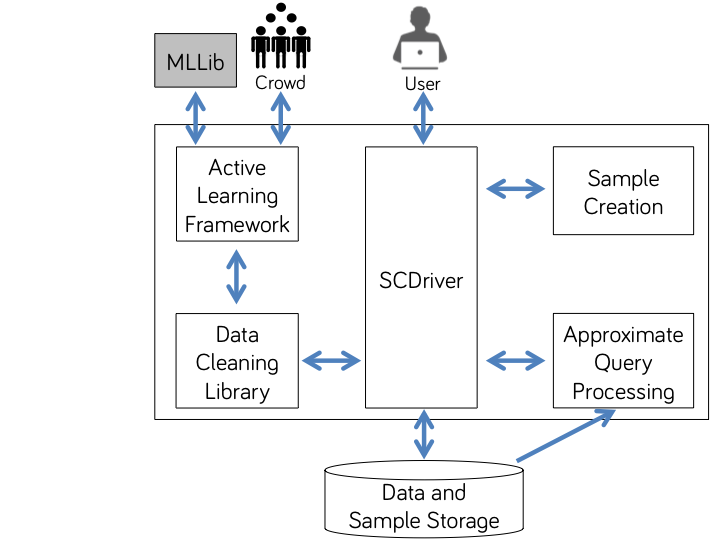 MLLib
Crowd
User
Active
Learning
Framework
SCDriver
Sample
Creation
Data
Cleaning
Library
Approximate
Query
Processing
Data and
Sample Storage